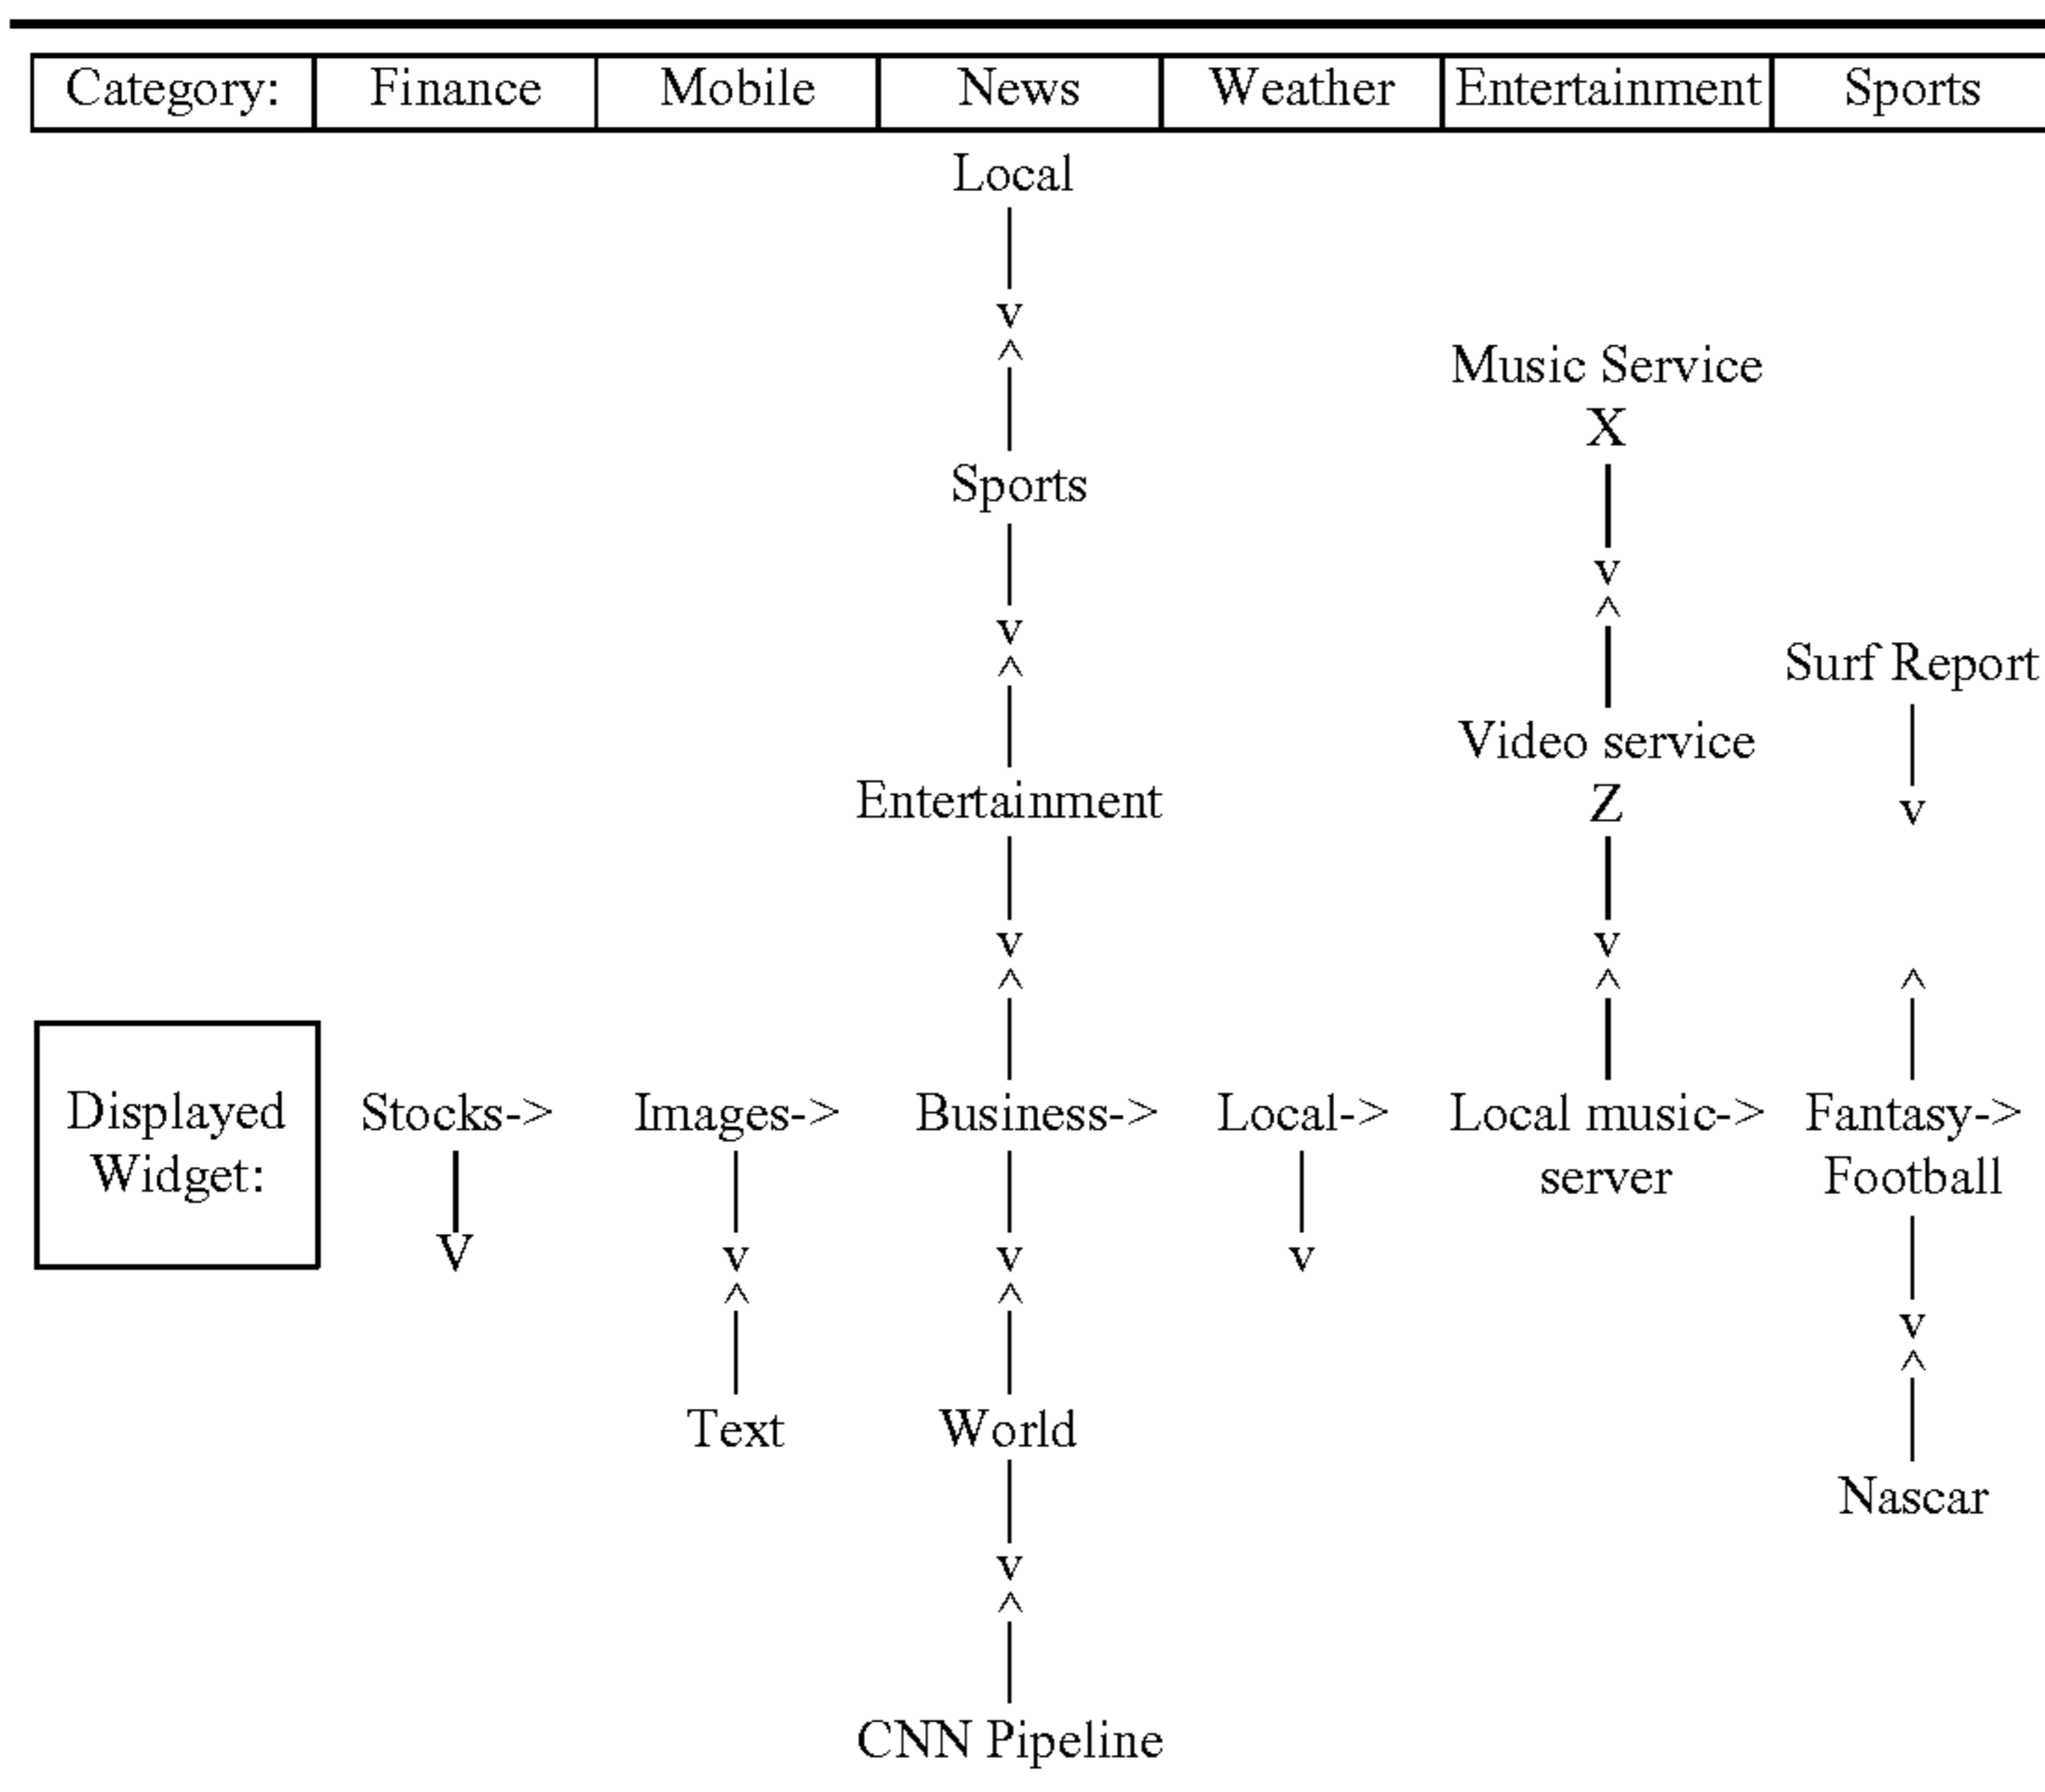 Category: Finance Mobile News Weather Entertainment Sports
Local
|
v
^
|
Music Service
X
Sports
|
|
v
v
^
^
|
|
Surf Report
Video service
|
Entertainment Z v
|
|
v v
^ ^ ^
| | |
Displayed Stocks-> Images-> Business-> Local-> Local music-> Fantasy->
Widget: server Football
| | | | |
V v v v v
^ ^ ^
| | |
Text World
Nascar
|
v
^
|
CNN Pipeline